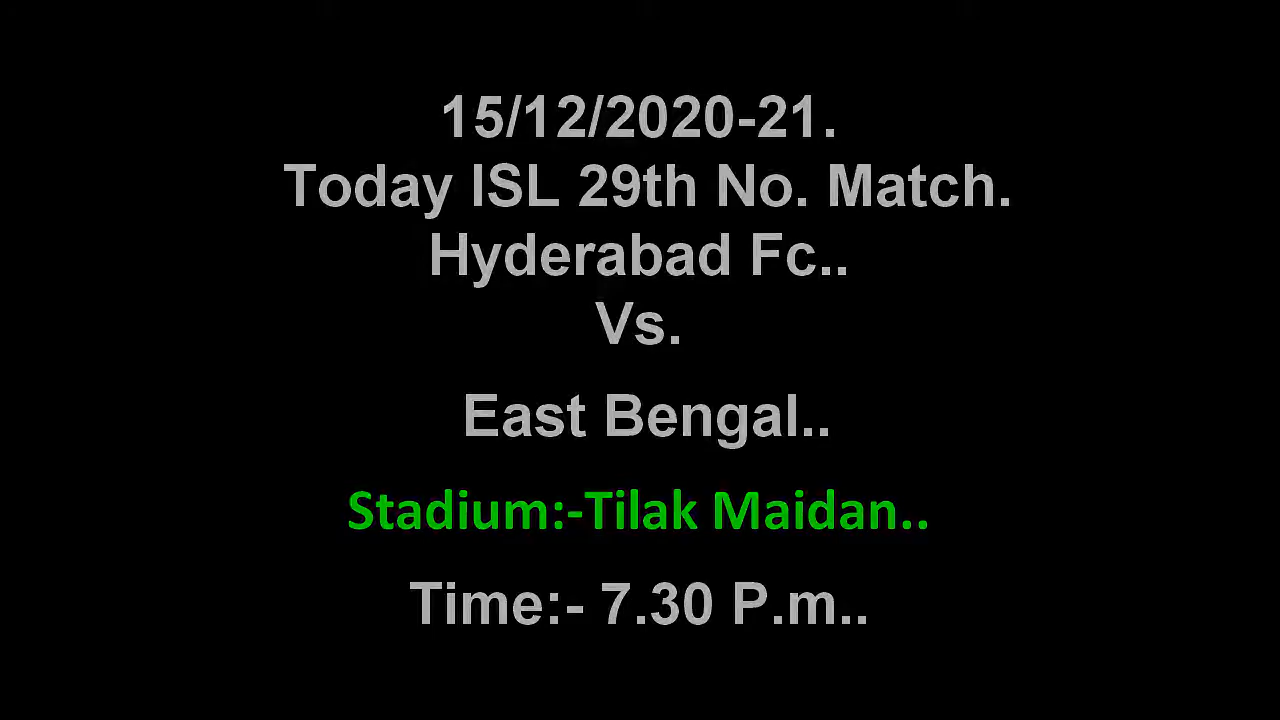 15/12/2020-21.
Today ISL 29th No. Match.
Hyderabad Fc..
Vs.
East Bengal..
Stadium:-Tilak Maidan..
Time:- 7.30 P.m..